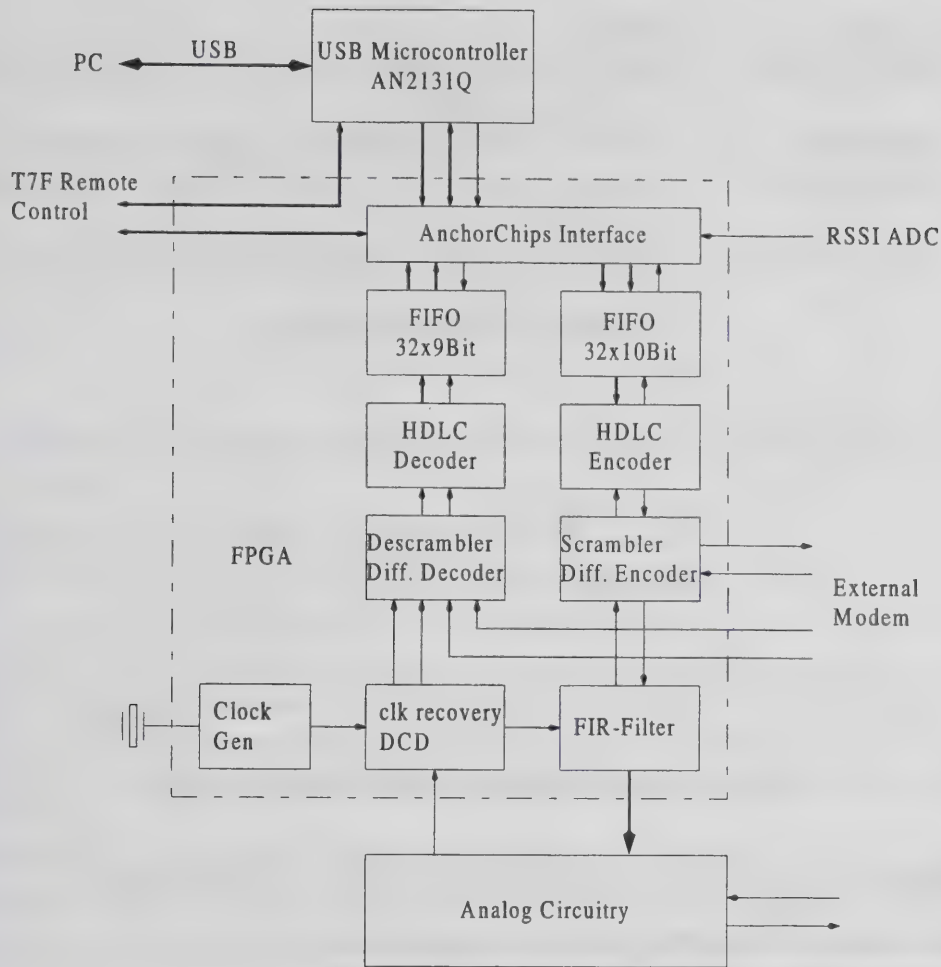 USB
PC
USB Microcontroller
AN2131Q
T7F Remote
Control
AnchorChips Interface
RSSI ADC
FIFO
32x9Bit
FIFO
32x10Bit
HDLC
Decoder
HDLC
Encoder
FPGA
Descrambler
Diff. Decoder
Scrambler
Diff. Encoder
External
Modem
Clock
Gen
clk recovery
DCD
FIR-Filter
Analog Circuitry